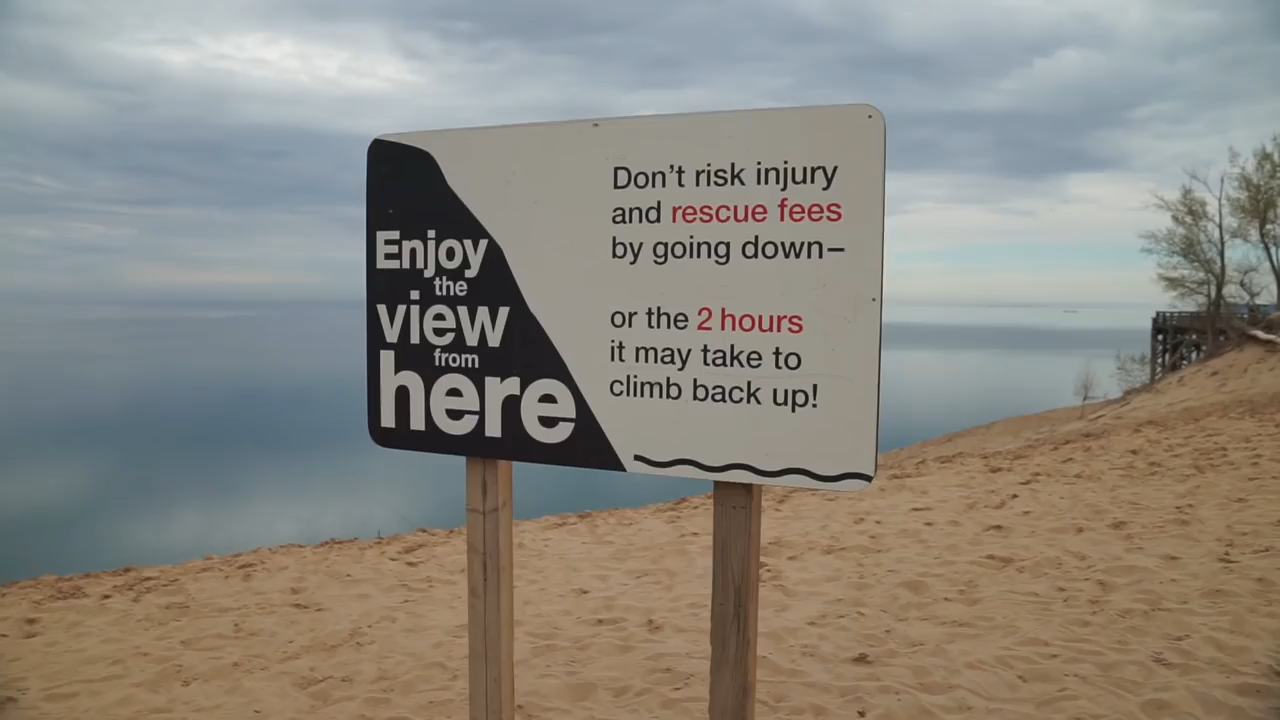 Enjoy
the
view
from
here
Don't risk injury
and rescue fees
by going down–
or the 2 hours
it may take to
climb back up!